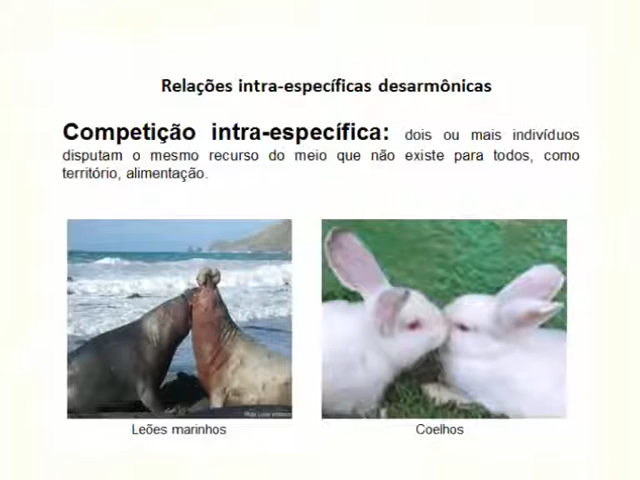 Relações intra-específicas desarmônicas
Competição intra-específica: dois ou mais indivíduos
disputam o mesmo recurso do meio que não existe para todos, como
território, alimentação.
Leões marinhos
Coelhos